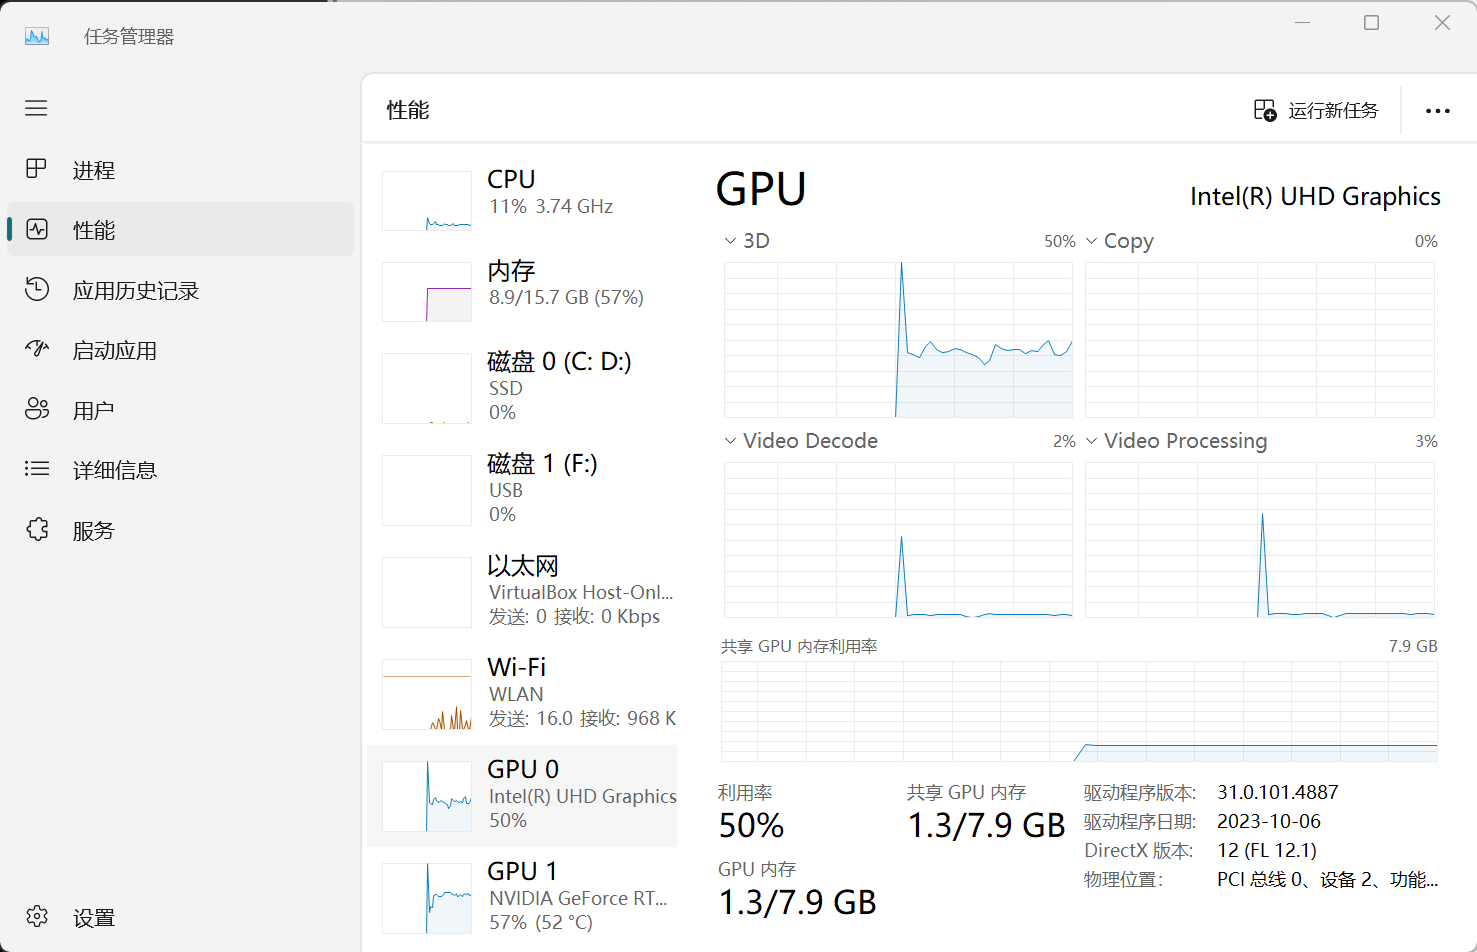 任务管理器
进程
性能
应用历史记录
启动应用
用户
详细信息
服务
设置
性能
运行新任务
CPU
11% 3.74 GHz
内存
8.9/15.7 GB (57%)
磁盘 0 (C: D:)
SSD
0%
磁盘 1 (F:)
USB
0%
以太网
VirtualBox Host-Onl...
发送: 0 接收: 0 Kbps
Wi-Fi
WLAN
发送: 16.0 接收: 968 K
GPU 0
Intel(R) UHD Graphics
50%
GPU 1
NVIDIA GeForce RT...
57% (52 °C)
GPU
Intel(R) UHD Graphics
3D 50%
Copy 0%
Video Decode 2%
Video Processing 3%
共享 GPU 内存利用率 7.9 GB
利用率
50%
共享 GPU 内存
1.3/7.9 GB
GPU 内存
1.3/7.9 GB
驱动程序版本: 31.0.101.4887
驱动程序日期: 2023-10-06
DirectX 版本: 12 (FL 12.1)
物理位置: PCI 总线 0、设备 2、功能...